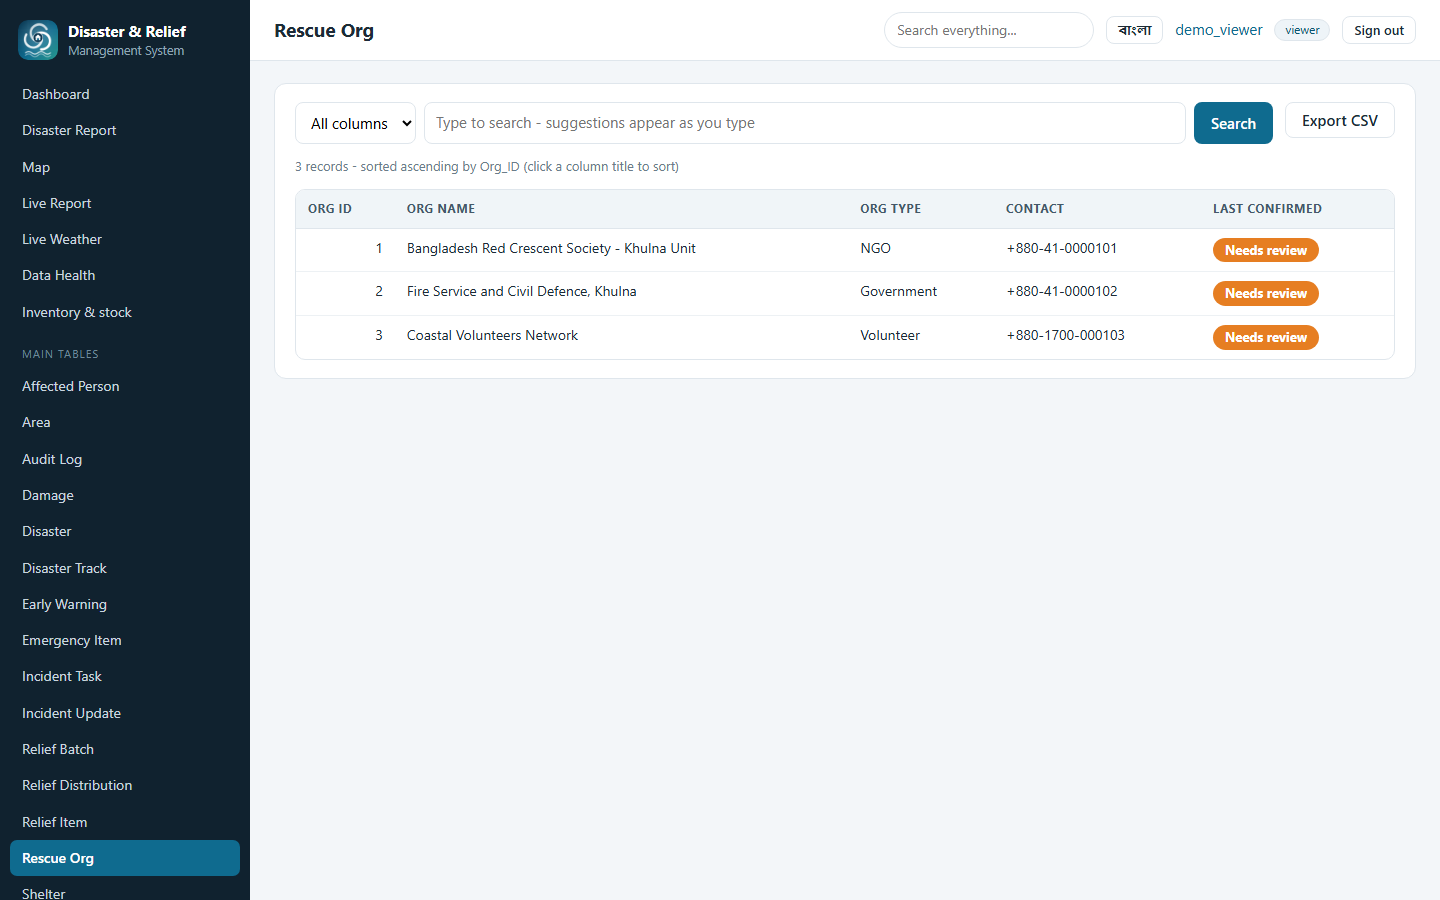 Disaster & Relief
Management System
Dashboard
Disaster Report
Map
Live Report
Live Weather
Data Health
Inventory & stock
MAIN TABLES
Affected Person
Area
Audit Log
Damage
Disaster
Disaster Track
Early Warning
Emergency Item
Incident Task
Incident Update
Relief Batch
Relief Distribution
Relief Item
Rescue Org
Shelter
Rescue Org
Search everything...
বাংলা
demo_viewer
viewer
Sign out
All columns
Type to search - suggestions appear as you type
Search
Export CSV
3 records - sorted ascending by Org_ID (click a column title to sort)
ORG ID ORG NAME ORG TYPE CONTACT LAST CONFIRMED
1 Bangladesh Red Crescent Society - Khulna Unit NGO +880-41-0000101 Needs review
2 Fire Service and Civil Defence, Khulna Government +880-41-0000102 Needs review
3 Coastal Volunteers Network Volunteer +880-1700-000103 Needs review